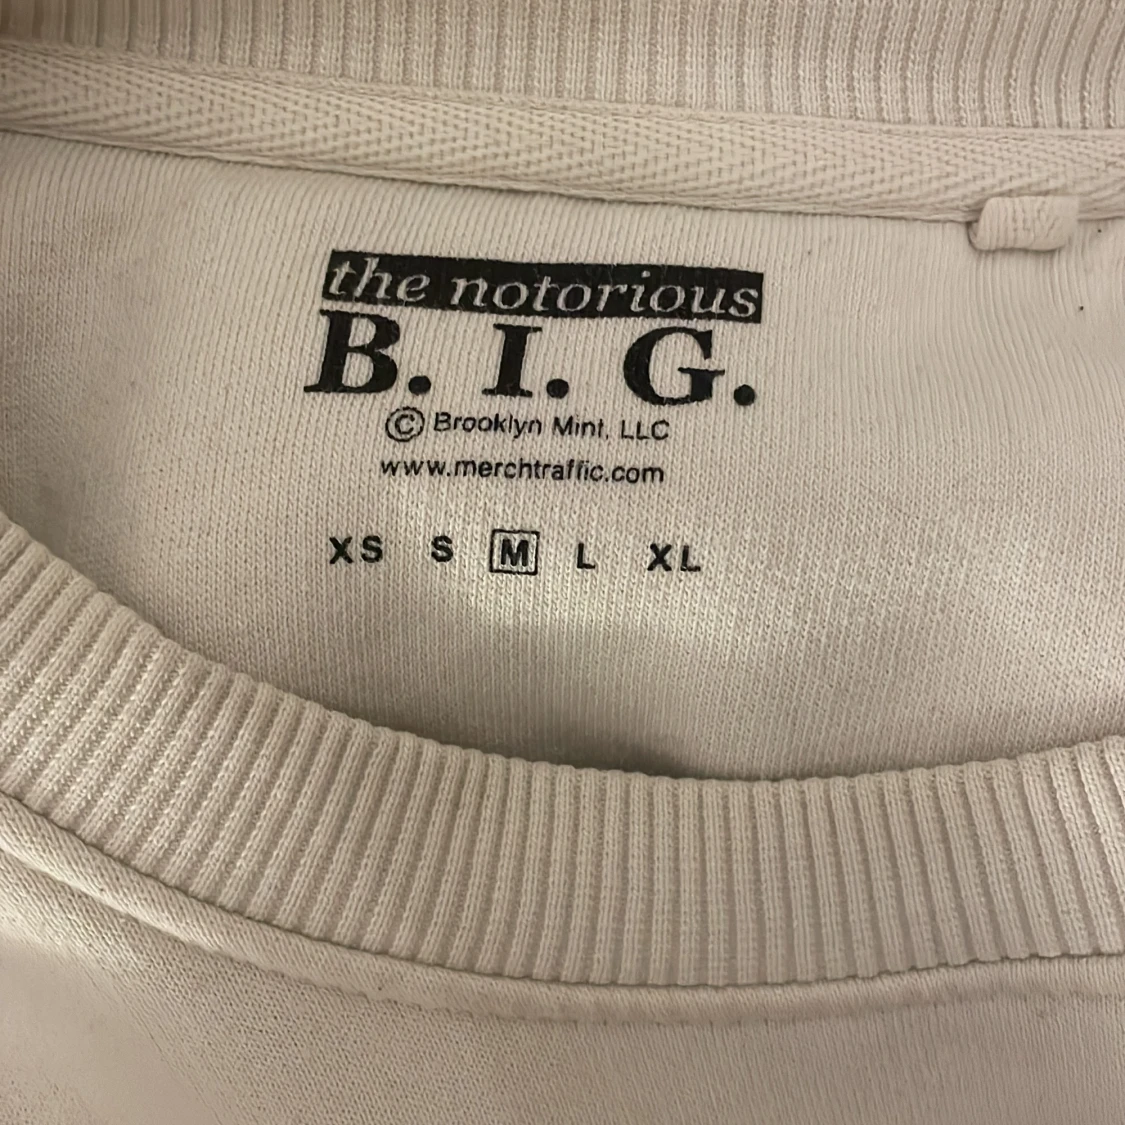 the notorious
B. I. G.
© Brooklyn Mint, LLC
www.merchtraffic.com
XS S M L XL